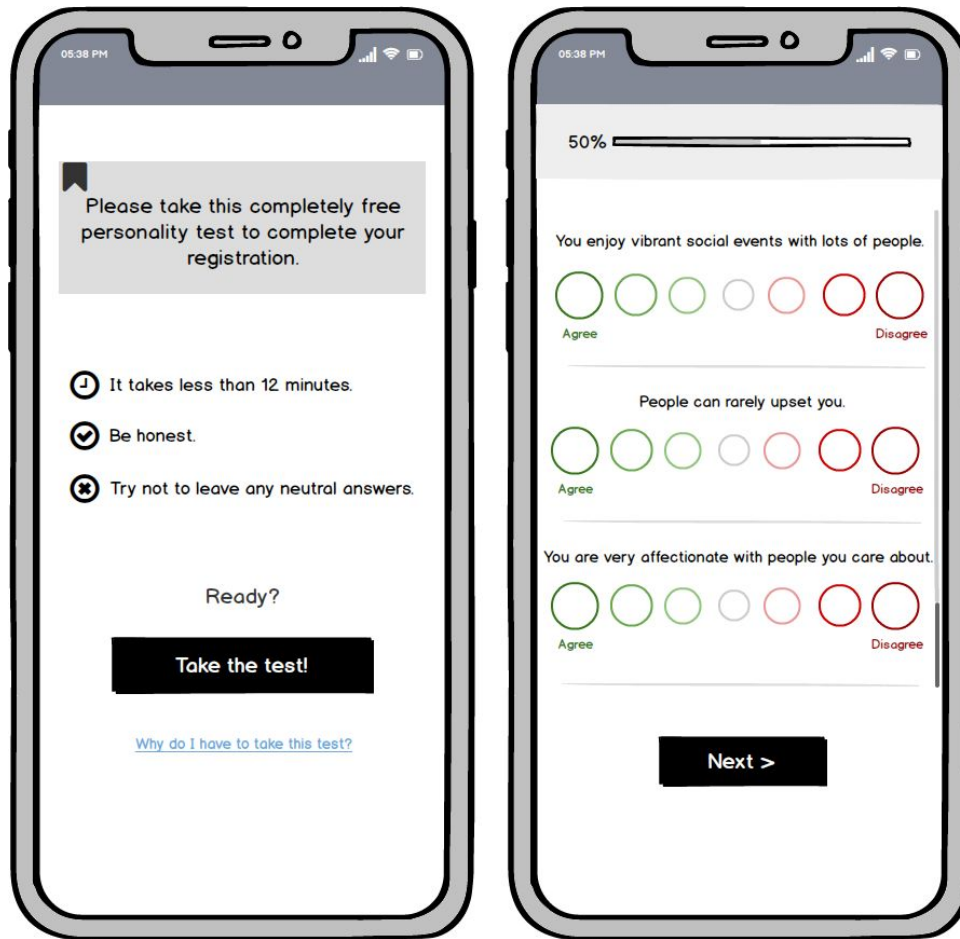 05:38 PM
Please take this completely free
personality test to complete your
registration.
It takes less than 12 minutes.
Be honest.
Try not to leave any neutral answers.
Ready?
Take the test!
Why do I have to take this test?
05:38 PM
50%
You enjoy vibrant social events with lots of people.
Agree Disagree
People can rarely upset you.
Agree Disagree
You are very affectionate with people you care about.
Agree Disagree
Next >